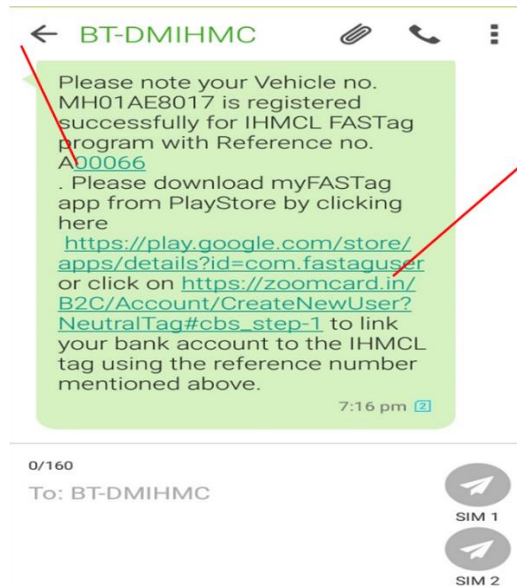 BT-DMIHMC
Please note your Vehicle no.
MH01AE8017 is registered
successfully for IHMCL FASTag
program with Reference no.
A00066
. Please download myFASTag
app from PlayStore by clicking
here
https://play.google.com/store/
apps/details?id=com.fastaguser
or click on https://zoomcard.in/
B2C/Account/CreateNewUser?
NeutralTag#cbs_step-1 to link
your bank account to the IHMCL
tag using the reference number
mentioned above.
7:16 pm 2
0/160
To: BT-DMIHMC
SIM 1
SIM 2